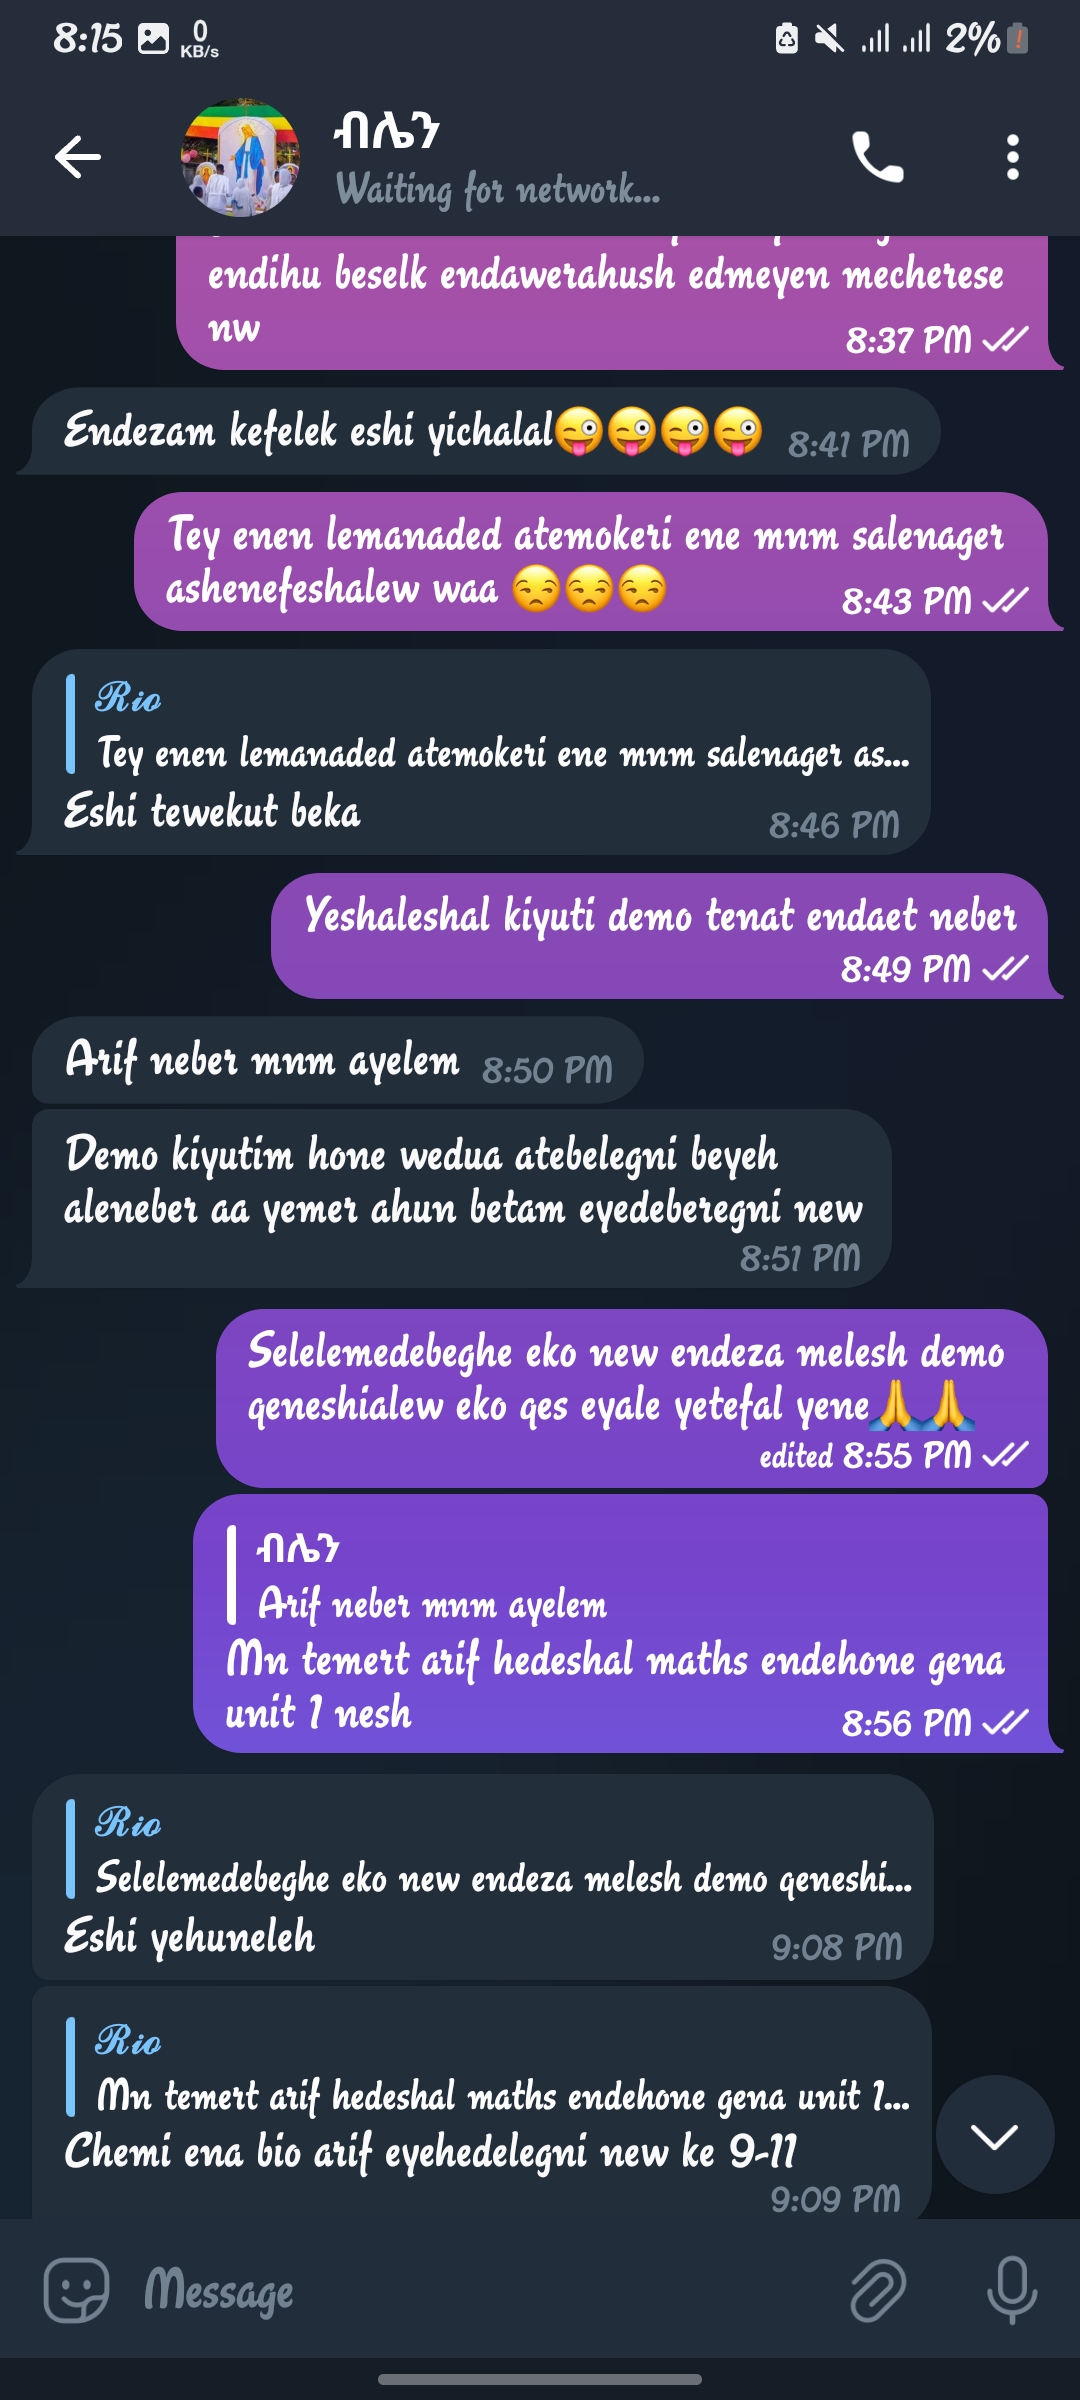 8:15
0
KB/s
2%
ብሌን
Waiting for network...
endihu beselk endawerahush edmeyen mecherese
nw
8:37 PM
Endezam kefelek eshi yichalal😜😜😜😜 8:41 PM
Tey enen lemanaded atemokeri ene mnm salenager
ashenefeshalew waa 😒😒😒
8:43 PM
Rio
Tey enen lemanaded atemokeri ene mnm salenager as...
Eshi tewekut beka
8:46 PM
Yeshaleshal kiyuti demo tenat endaet neber
8:49 PM
Arif neber mnm ayelem 8:50 PM
Demo kiyutim hone wedua atebelegni beyeh
aleneber aa yemer ahun betam eyedeberegni new
8:51 PM
Selelemedebeghe eko new endeza melesh demo
qeneshialew eko qes eyale yetefal yene🙏🙏
edited 8:55 PM
ብሌን
Arif neber mnm ayelem
Mn temert arif hedeshal maths endehone gena
unit 1 nesh
8:56 PM
Rio
Selelemedebeghe eko new endeza melesh demo qeneshi...
Eshi yehuneleh
9:08 PM
Rio
Mn temert arif hedeshal maths endehone gena unit 1...
Chemi ena bio arif eyehedelegni new ke 9-11
9:09 PM
Message